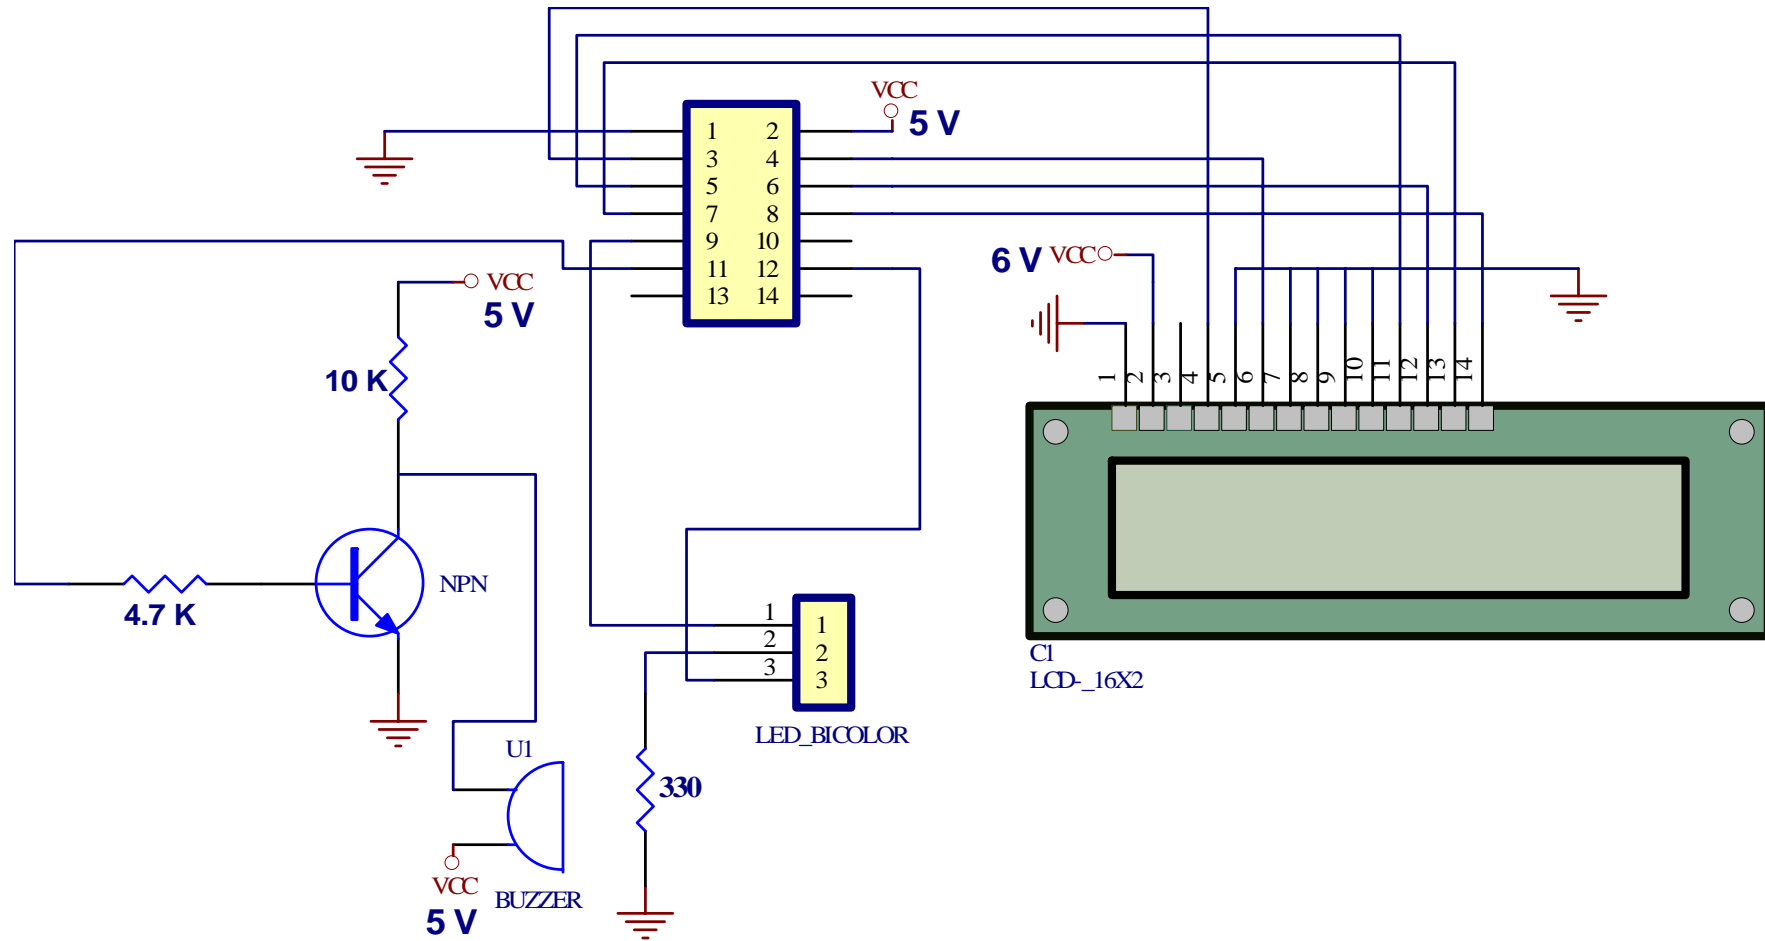 VCC
5 V
1 2
3 4
5 6
7 8
9 10
11 12
13 14
6 V VCC
VCC
5 V
10 K
1 2 3 4 5 6 7 8 9 10 11 12 13 14
NPN
4.7 K
1 1
2 2
3 3
LED_BICOLOR
C1
LCD-_16X2
U1
330
VCC
BUZZER
5 V